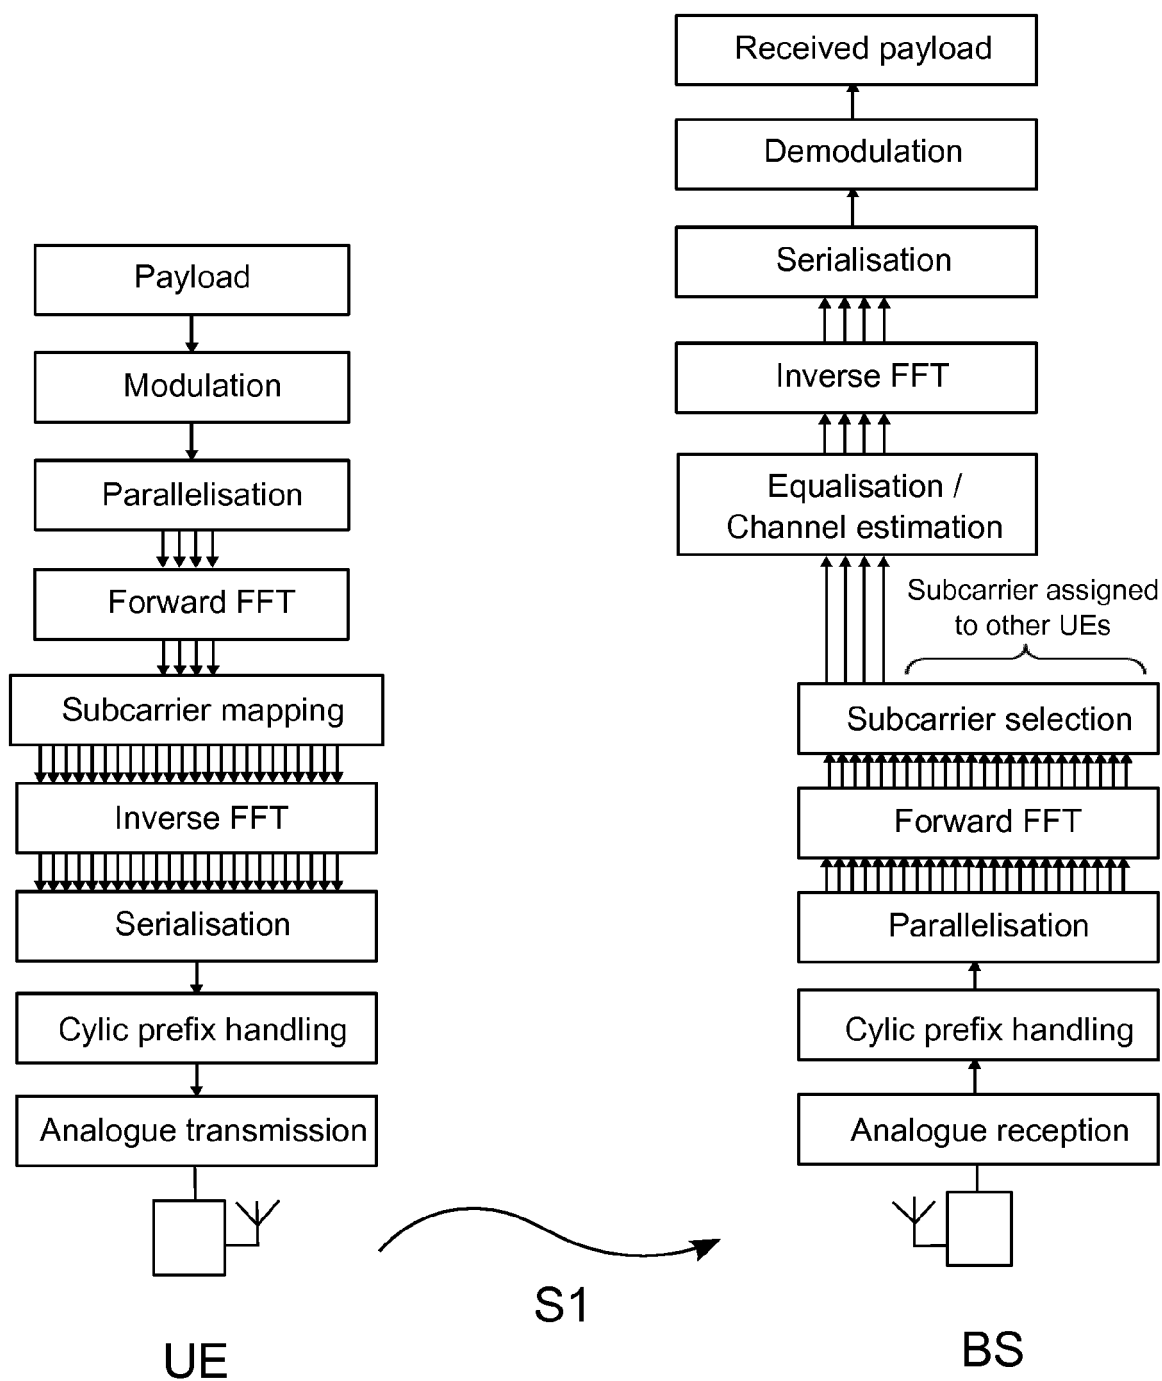 Payload
Modulation
Parallelisation
Forward FFT
Subcarrier mapping
Inverse FFT
Serialisation
Cylic prefix handling
Analogue transmission
UE
S1
Received payload
Demodulation
Serialisation
Inverse FFT
Equalisation /
Channel estimation
Subcarrier assigned
to other UEs
Subcarrier selection
Forward FFT
Parallelisation
Cylic prefix handling
Analogue reception
BS